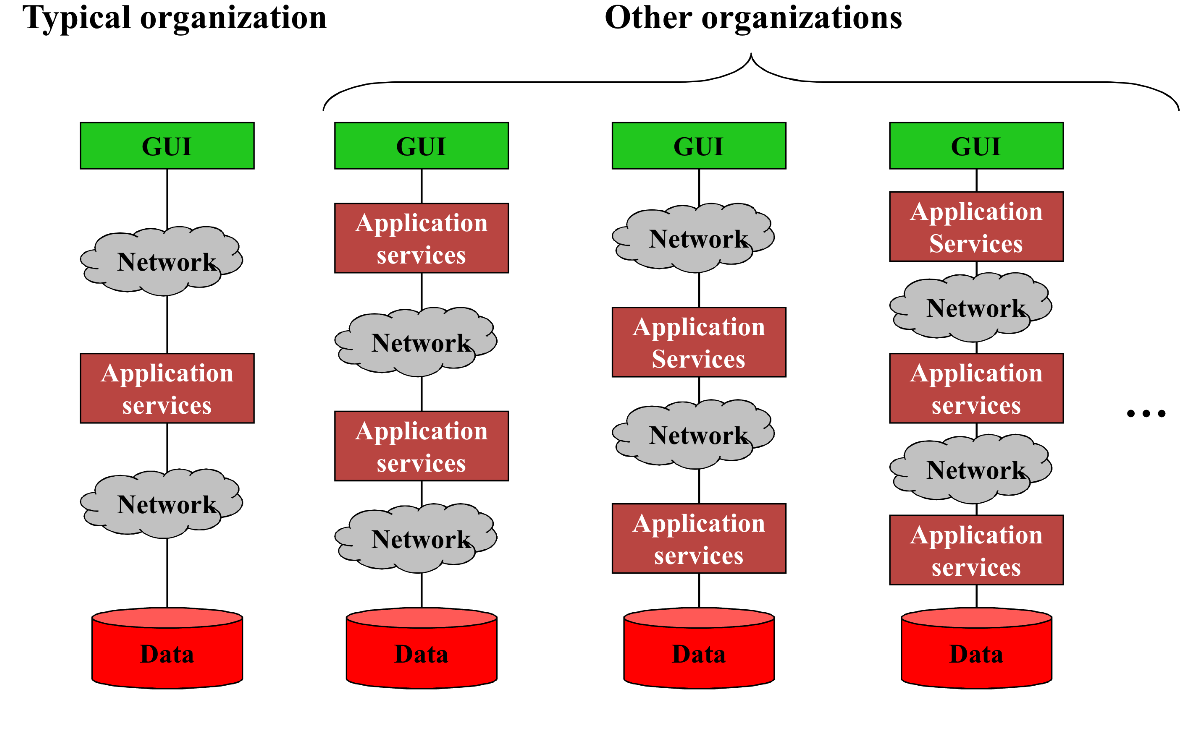 Typical organization
Other organizations
GUI
Network
Application
services
Network
Data
GUI
Application
services
Network
Application
services
Network
Data
GUI
Network
Application
Services
Network
Application
services
Data
GUI
Application
Services
Network
Application
services
Network
Application
services
Data
...